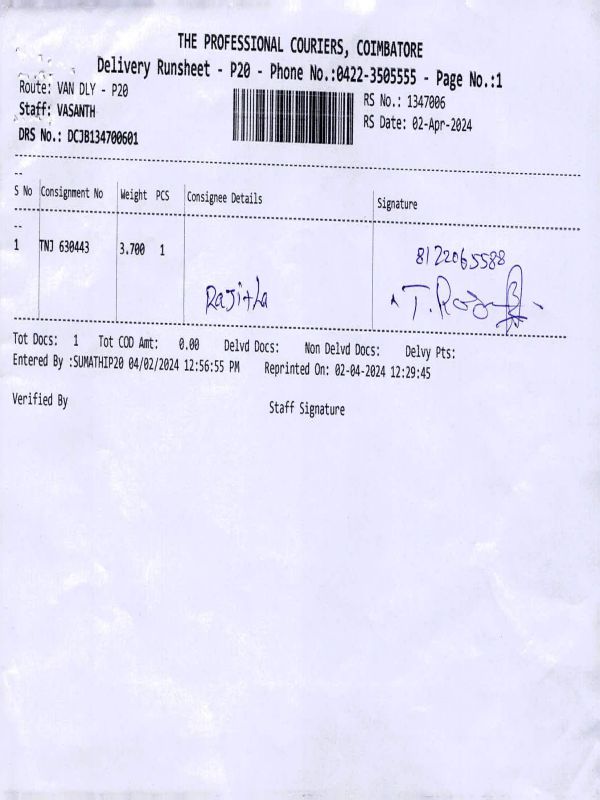 THE PROFESSIONAL COURIERS, COIMBATORE
Delivery Runsheet - P20 - Phone No.:0422-3505555 - Page No.:1
Route: VAN DLY - P20
RS No.: 1347006
Staff: VASANTH
RS Date: 02-Apr-2024
DRS No.: DCJB134700601
--
S No Consignment No Weight PCS Consignee Details Signature
--
1 TNJ 630443 3.700 1
8122065588
Rajitha
T.
Tot Docs: 1 Tot COD Amt: 0.00 Delvd Docs: Non Delvd Docs: Delvy Pts:
Entered By :SUMATHIP20 04/02/2024 12:56:55 PM Reprinted On: 02-04-2024 12:29:45
Verified By
Staff Signature